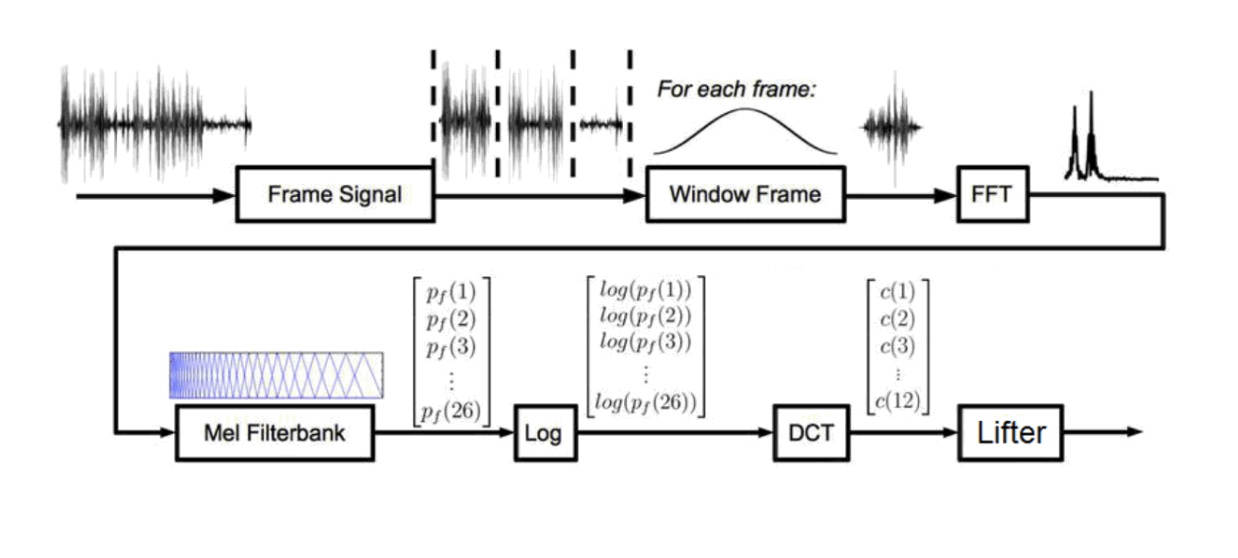 For each frame:
Frame Signal
Window Frame
FFT
p_f(1)
p_f(2)
p_f(3)
⋮
p_f(26)
log(p_f(1))
log(p_f(2))
log(p_f(3))
⋮
log(p_f(26))
c(1)
c(2)
c(3)
⋮
c(12)
Mel Filterbank
Log
DCT
Lifter